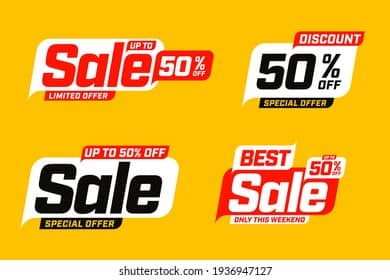 UP TO
Sale 50% OFF
LIMITED OFFER
DISCOUNT
50% OFF
SPECIAL OFFER
UP TO 50% OFF
Sale
SPECIAL OFFER
BEST
UP TO
50% OFF
Sale
ONLY THIS WEEKEND
shutterstock.com · 1936947127